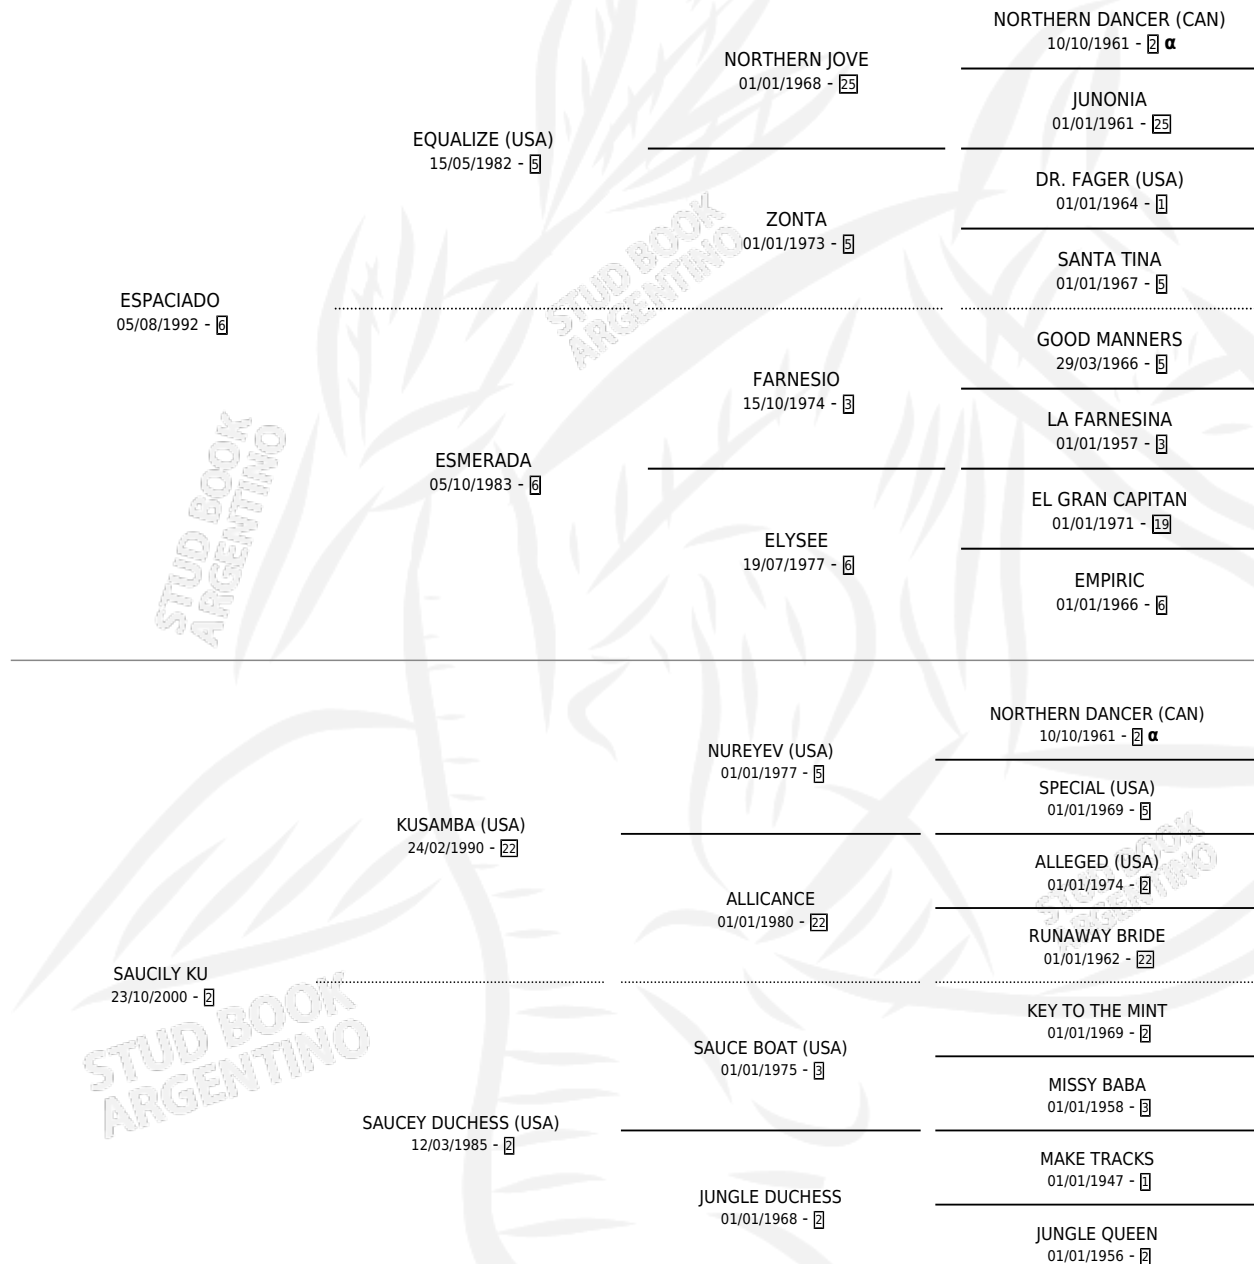 NORTHERN DANCER (CAN)
10/10/1961 - 2 α
NORTHERN JOVE
01/01/1968 - 25
JUNONIA
01/01/1961 - 25
EQUALIZE (USA)
15/05/1982 - 5
DR. FAGER (USA)
01/01/1964 - 1
ZONTA
01/01/1973 - 5
SANTA TINA
01/01/1967 - 5
STUD BOOK
ARGENTINO
ESPACIADO
05/08/1992 - 6
GOOD MANNERS
29/03/1966 - 5
FARNESIO
15/10/1974 - 3
LA FARNESINA
01/01/1957 - 3
ESMERADA
05/10/1983 - 6
EL GRAN CAPITAN
01/01/1971 - 19
ELYSEE
19/07/1977 - 6
EMPIRIC
01/01/1966 - 6
STUD BOOK
ARGENTINO
NORTHERN DANCER (CAN)
10/10/1961 - 2 α
NUREYEV (USA)
01/01/1977 - 5
SPECIAL (USA)
01/01/1969 - 5
KUSAMBA (USA)
24/02/1990 - 22
ALLEGED (USA)
01/01/1974 - 2
ALLICANCE
01/01/1980 - 22
RUNAWAY BRIDE
01/01/1962 - 22
STUD BOOK
ARGENTINO
SAUCILY KU
23/10/2000 - 2
KEY TO THE MINT
01/01/1969 - 2
SAUCE BOAT (USA)
01/01/1975 - 3
MISSY BABA
01/01/1958 - 3
STUD BOOK
ARGENTINO
SAUCEY DUCHESS (USA)
12/03/1985 - 2
MAKE TRACKS
01/01/1947 - 1
JUNGLE DUCHESS
01/01/1968 - 2
JUNGLE QUEEN
01/01/1956 - 2